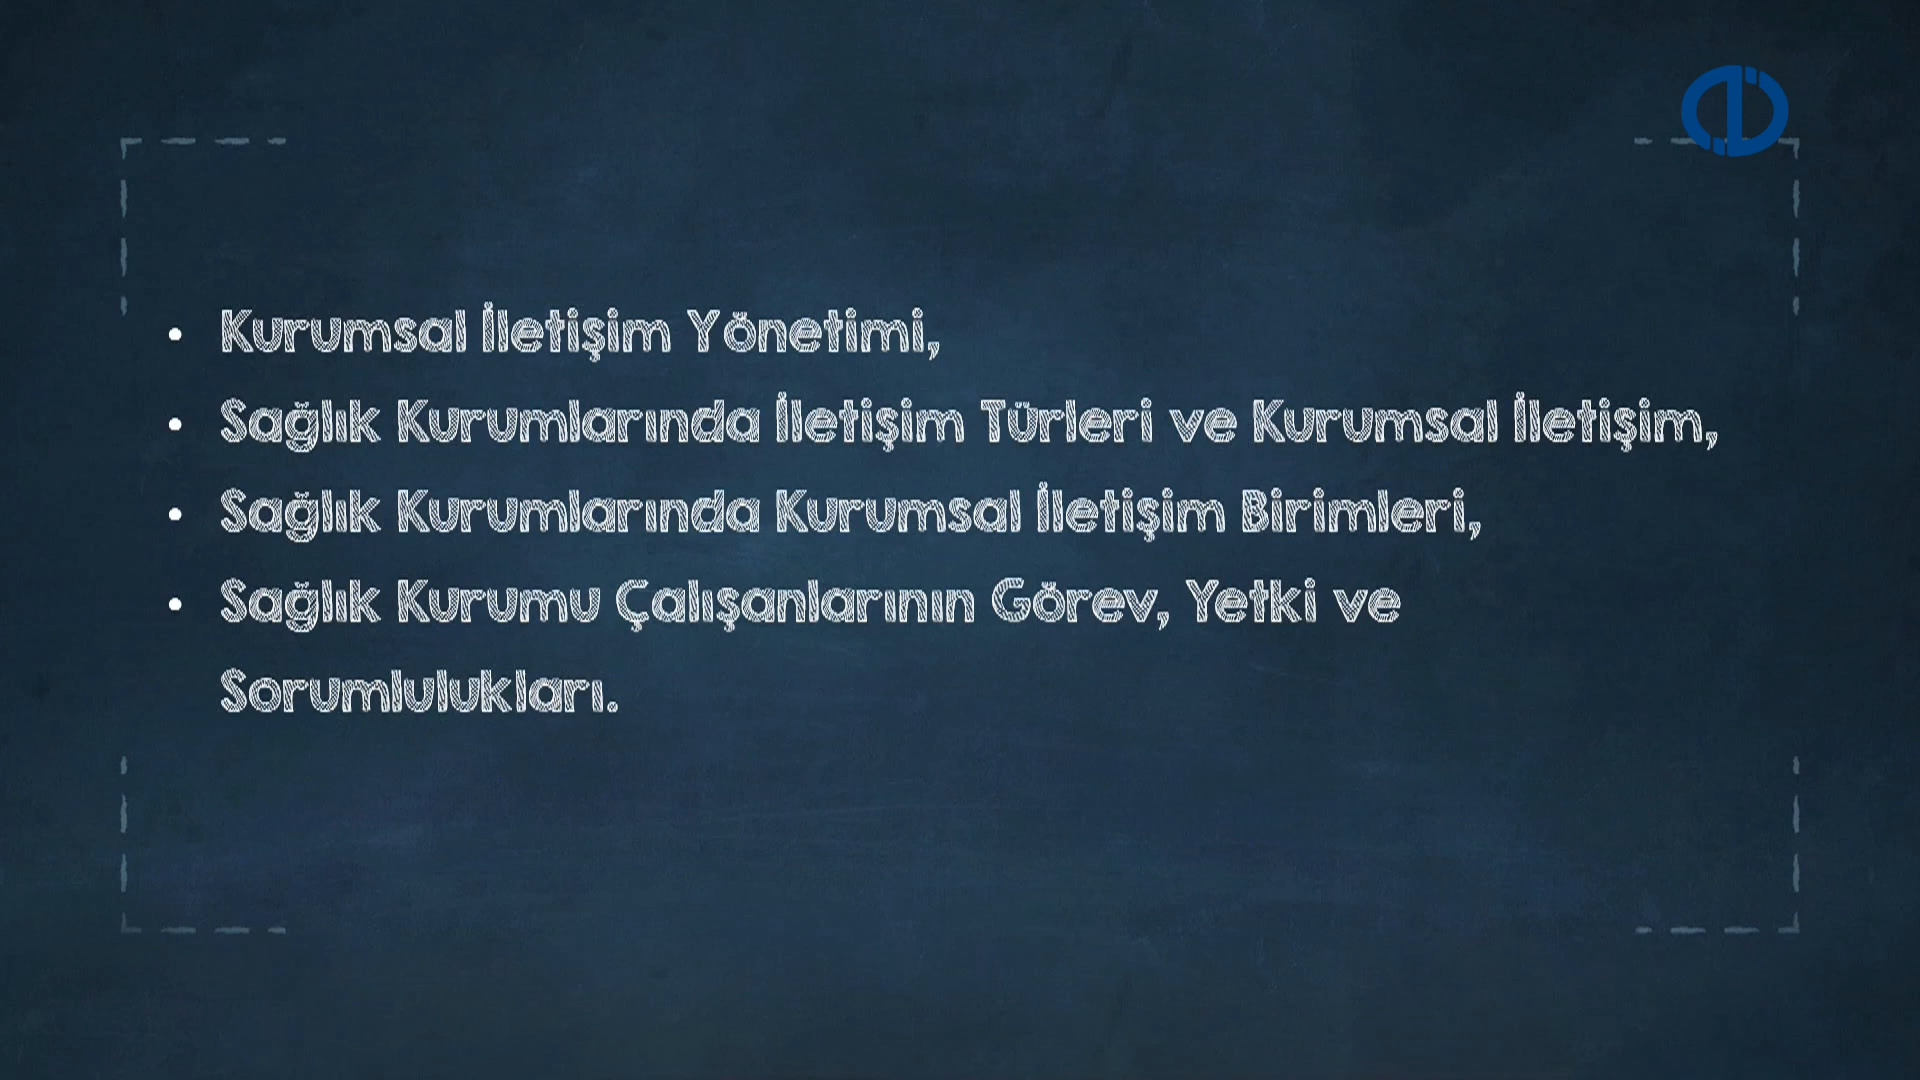 • Kurumsal İletişim Yönetimi,
• Sağlık Kurumlarında İletişim Türleri ve Kurumsal İletişim,
• Sağlık Kurumlarında Kurumsal İletişim Birimleri,
• Sağlık Kurumu Çalışanlarının Görev, Yetki ve
Sorumlulukları.